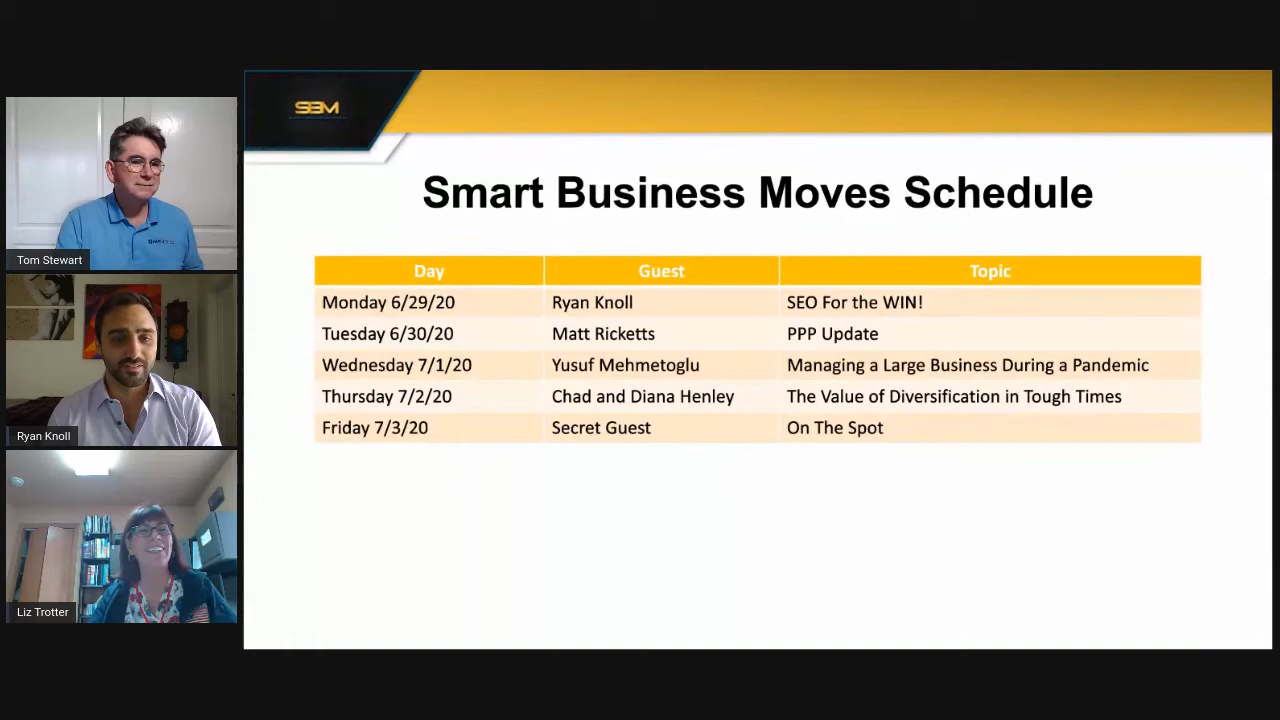 SBM
Smart Business Moves Schedule
Day Guest Topic
Monday 6/29/20 Ryan Knoll SEO For the WIN!
Tuesday 6/30/20 Matt Ricketts PPP Update
Wednesday 7/1/20 Yusuf Mehmetoglu Managing a Large Business During a Pandemic
Thursday 7/2/20 Chad and Diana Henley The Value of Diversification in Tough Times
Friday 7/3/20 Secret Guest On The Spot
Tom Stewart
Ryan Knoll
Liz Trotter